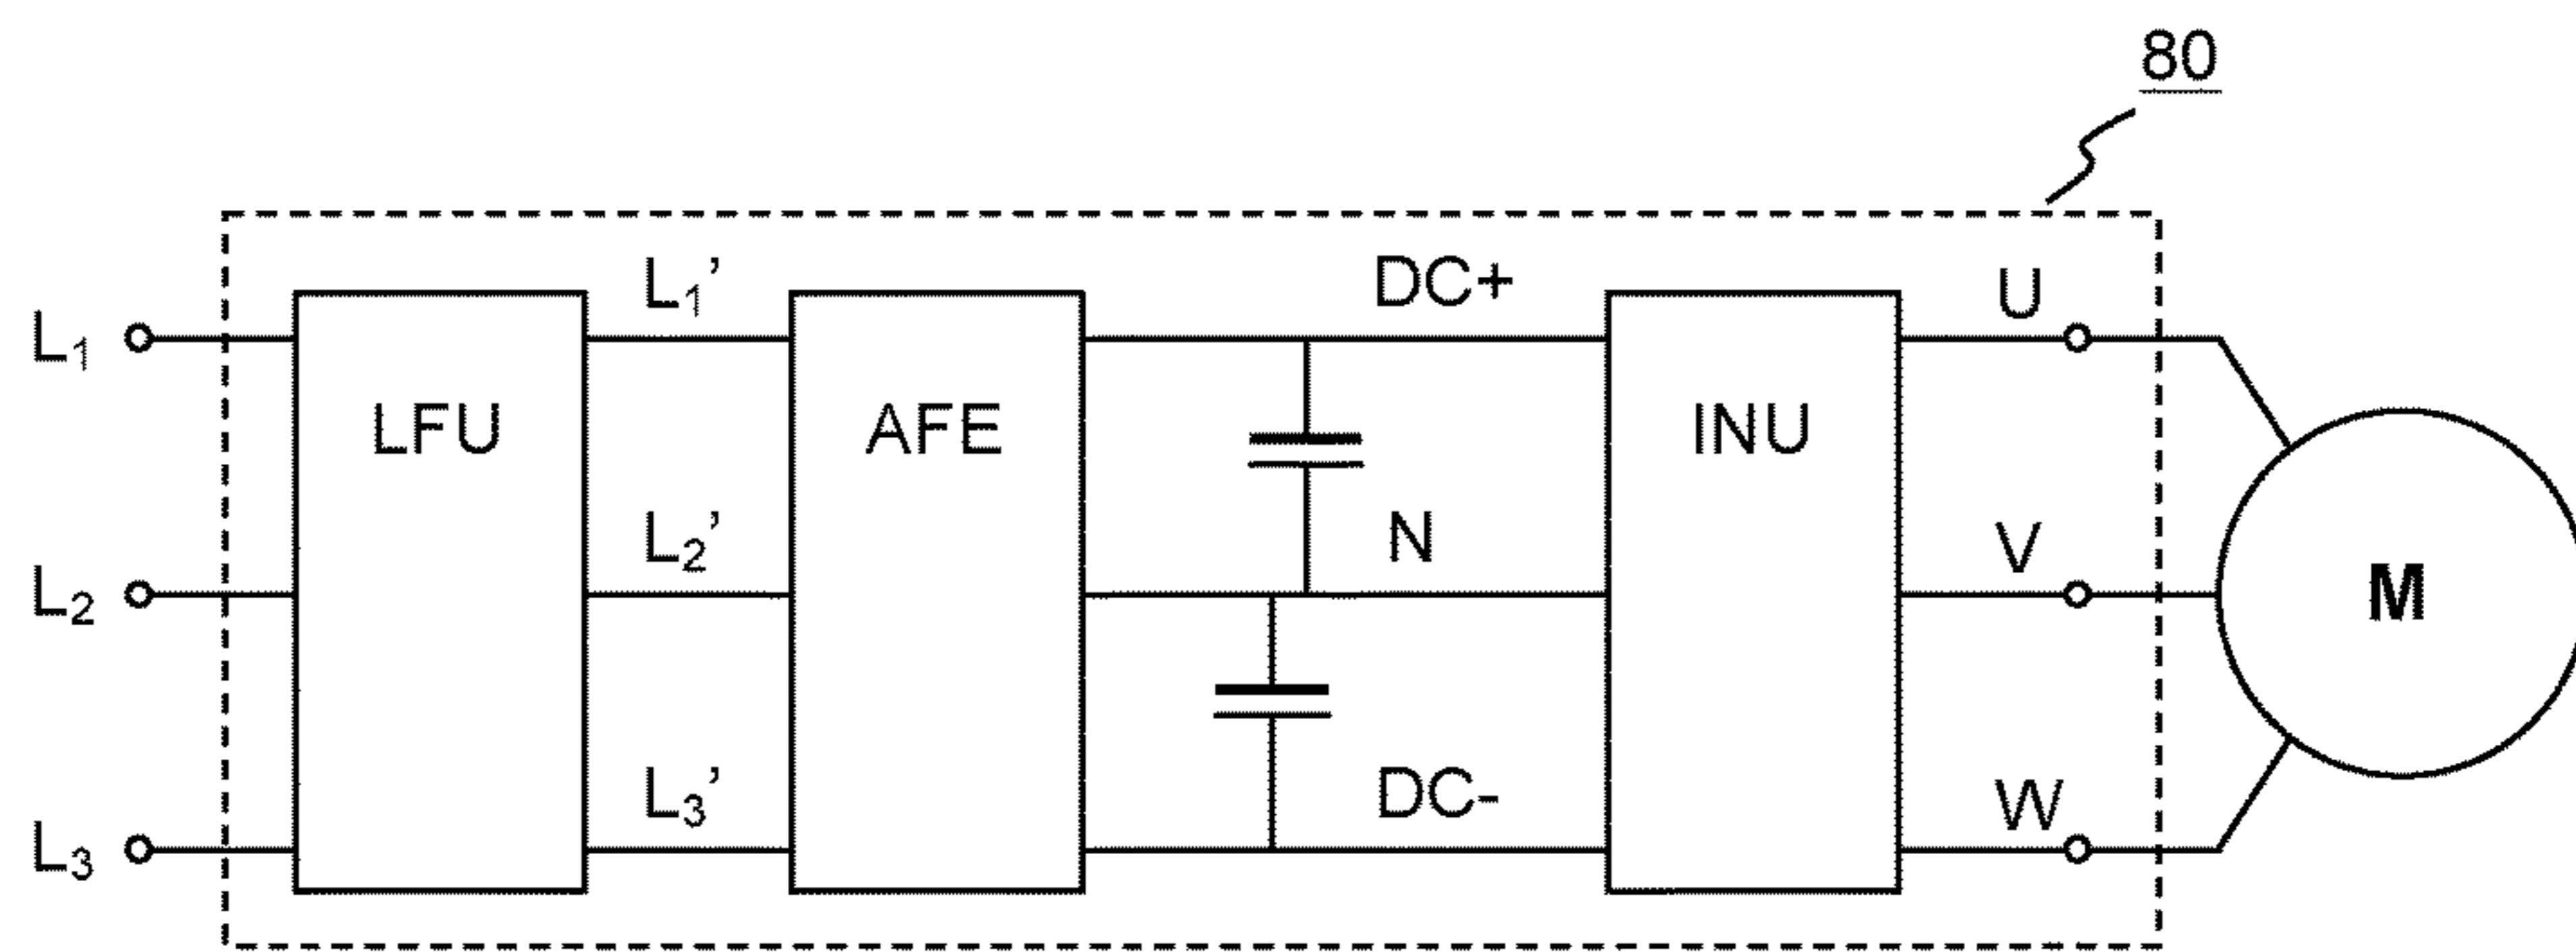 80
L₁’ DC+ U
L₁
LFU AFE INU
L₂’ N V
L₂ M
L₃’ DC- W
L₃